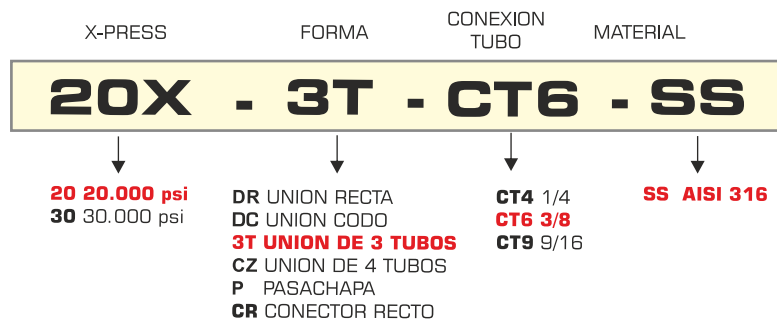 X-PRESS FORMA CONEXION TUBO MATERIAL
20X - 3T - CT6 - SS
20 20.000 psi
30 30.000 psi
DR UNION RECTA
DC UNION CODO
3T UNION DE 3 TUBOS
CZ UNION DE 4 TUBOS
P PASACHAPA
CR CONECTOR RECTO
CT4 1/4
CT6 3/8
CT9 9/16
SS AISI 316